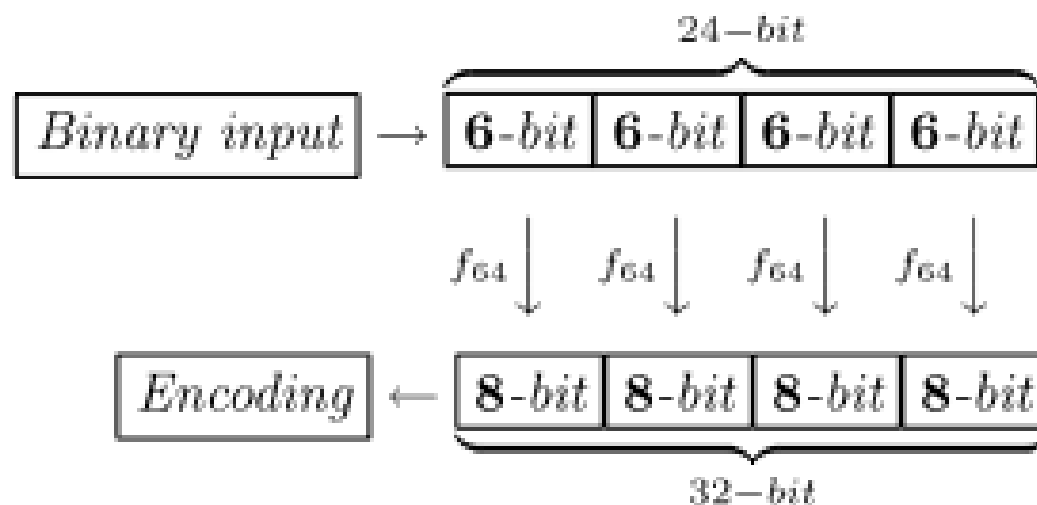 24–bit
Binary input → 6-bit 6-bit 6-bit 6-bit
f64 f64 f64 f64
Encoding ← 8-bit 8-bit 8-bit 8-bit
32–bit